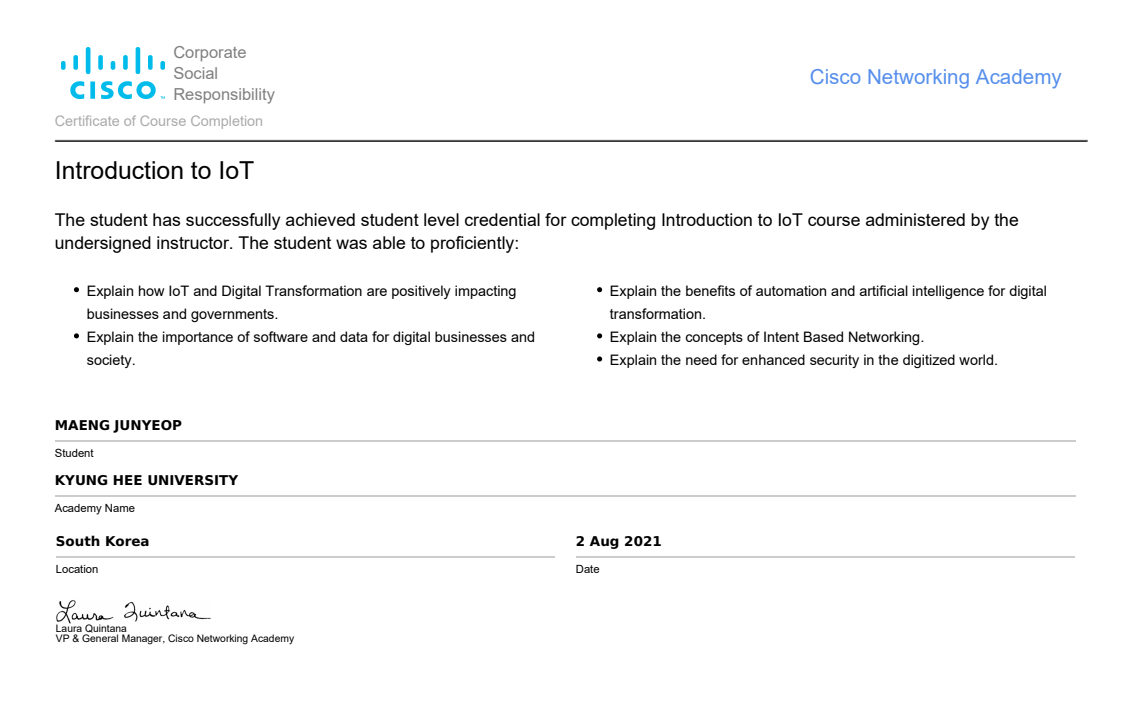 Corporate
Social
CISCO™ Responsibility
Cisco Networking Academy
Certificate of Course Completion
Introduction to IoT
The student has successfully achieved student level credential for completing Introduction to IoT course administered by the
undersigned instructor. The student was able to proficiently:
• Explain how IoT and Digital Transformation are positively impacting
businesses and governments.
• Explain the importance of software and data for digital businesses and
society.
• Explain the benefits of automation and artificial intelligence for digital
transformation.
• Explain the concepts of Intent Based Networking.
• Explain the need for enhanced security in the digitized world.
MAENG JUNYEOP
Student
KYUNG HEE UNIVERSITY
Academy Name
South Korea
Location
2 Aug 2021
Date
Laura Quintana
Laura Quintana
VP & General Manager, Cisco Networking Academy